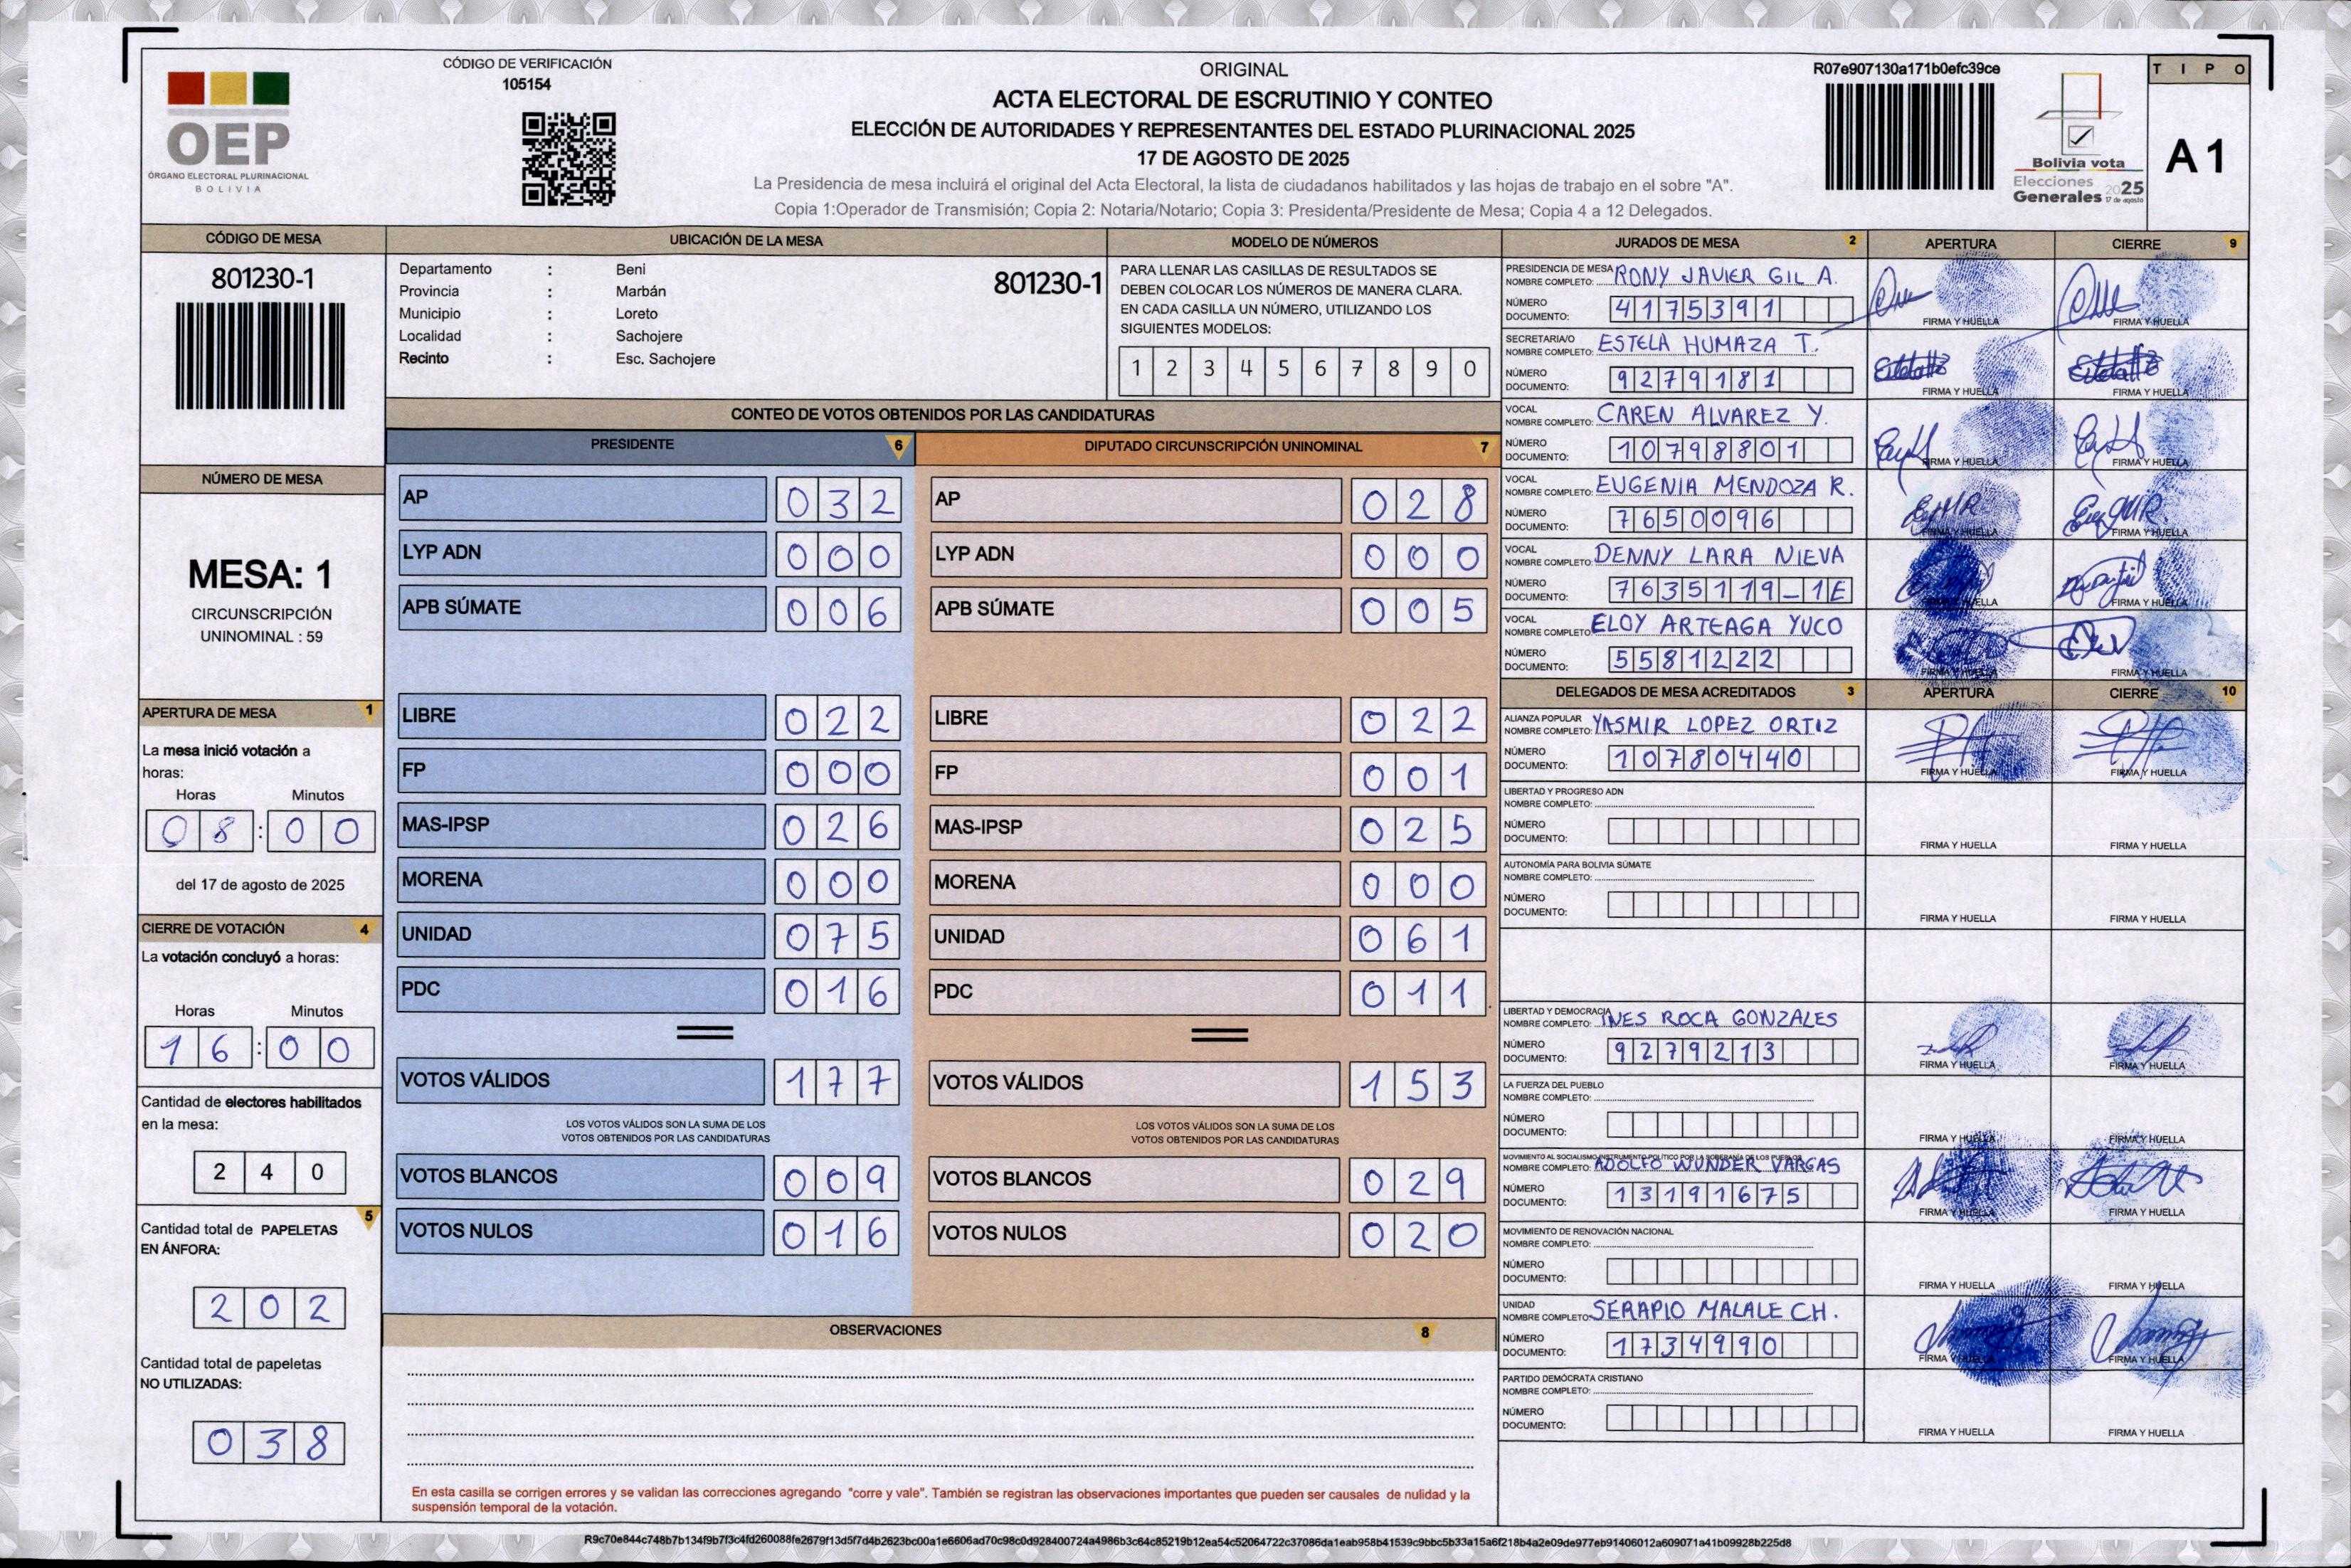 CÓDIGO DE VERIFICACIÓN
105154
OEP
ÓRGANO ELECTORAL PLURINACIONAL
BOLIVIA
ORIGINAL
ACTA ELECTORAL DE ESCRUTINIO Y CONTEO
ELECCIÓN DE AUTORIDADES Y REPRESENTANTES DEL ESTADO PLURINACIONAL 2025
17 DE AGOSTO DE 2025
La Presidencia de mesa incluirá el original del Acta Electoral, la lista de ciudadanos habilitados y las hojas de trabajo en el sobre "A".
Copia 1:Operador de Transmisión; Copia 2: Notaria/Notario; Copia 3: Presidenta/Presidente de Mesa; Copia 4 a 12 Delegados.
R07e907130a171b0efc39ce
Bolivia vota
Elecciones
Generales 2025
17 de agosto
TIPO
A 1
CÓDIGO DE MESA
801230-1
NÚMERO DE MESA
MESA: 1
CIRCUNSCRIPCIÓN
UNINOMINAL : 59
APERTURA DE MESA 1
La mesa inició votación a
horas:
Horas Minutos
08:00
del 17 de agosto de 2025
CIERRE DE VOTACIÓN 4
La votación concluyó a horas:
Horas Minutos
16:00
Cantidad de electores habilitados
en la mesa:
240
5
Cantidad total de PAPELETAS
EN ÁNFORA:
202
Cantidad total de papeletas
NO UTILIZADAS:
038
UBICACIÓN DE LA MESA
Departamento : Beni
801230-1
Provincia : Marbán
Municipio : Loreto
Localidad : Sachojere
Recinto : Esc. Sachojere
MODELO DE NÚMEROS
PARA LLENAR LAS CASILLAS DE RESULTADOS SE
DEBEN COLOCAR LOS NÚMEROS DE MANERA CLARA.
EN CADA CASILLA UN NÚMERO, UTILIZANDO LOS
SIGUIENTES MODELOS:
1 2 3 4 5 6 7 8 9 0
CONTEO DE VOTOS OBTENIDOS POR LAS CANDIDATURAS
PRESIDENTE 6
AP 032
LYP ADN 000
APB SÚMATE 006
LIBRE 022
FP 000
MAS-IPSP 026
MORENA 000
UNIDAD 075
PDC 016
VOTOS VÁLIDOS 177
LOS VOTOS VÁLIDOS SON LA SUMA DE LOS
VOTOS OBTENIDOS POR LAS CANDIDATURAS
VOTOS BLANCOS 009
VOTOS NULOS 016
DIPUTADO CIRCUNSCRIPCIÓN UNINOMINAL 7
AP 028
LYP ADN 000
APB SÚMATE 005
LIBRE 022
FP 001
MAS-IPSP 025
MORENA 000
UNIDAD 061
PDC 011
VOTOS VÁLIDOS 153
LOS VOTOS VÁLIDOS SON LA SUMA DE LOS
VOTOS OBTENIDOS POR LAS CANDIDATURAS
VOTOS BLANCOS 029
VOTOS NULOS 020
OBSERVACIONES 8
En esta casilla se corrigen errores y se validan las correcciones agregando "corre y vale". También se registran las observaciones importantes que pueden ser causales de nulidad y la
suspensión temporal de la votación.
JURADOS DE MESA 2 APERTURA CIERRE 9
PRESIDENCIA DE MESA
NOMBRE COMPLETO: RONY JAVIER GIL A.
NÚMERO
DOCUMENTO: 4175391
FIRMA Y HUELLA FIRMA Y HUELLA
SECRETARIA/O
NOMBRE COMPLETO: ESTELA HUMAZA T.
NÚMERO
DOCUMENTO: 9279181
FIRMA Y HUELLA FIRMA Y HUELLA
VOCAL
NOMBRE COMPLETO: CAREN ALVAREZ Y.
NÚMERO
DOCUMENTO: 10798801
FIRMA Y HUELLA FIRMA Y HUELLA
VOCAL
NOMBRE COMPLETO: EUGENIA MENDOZA R.
NÚMERO
DOCUMENTO: 7650096
FIRMA Y HUELLA FIRMA Y HUELLA
VOCAL
NOMBRE COMPLETO: DENNY LARA NIEVA
NÚMERO
DOCUMENTO: 7635119-1E
FIRMA Y HUELLA FIRMA Y HUELLA
VOCAL
NOMBRE COMPLETO: ELOY ARTEAGA YUCO
NÚMERO
DOCUMENTO: 5581222
FIRMA Y HUELLA FIRMA Y HUELLA
DELEGADOS DE MESA ACREDITADOS 3 APERTURA CIERRE 10
ALIANZA POPULAR
NOMBRE COMPLETO: YASMIR LOPEZ ORTIZ
NÚMERO
DOCUMENTO: 10780440
FIRMA Y HUELLA FIRMA Y HUELLA
LIBERTAD Y PROGRESO ADN
NOMBRE COMPLETO:
NÚMERO
DOCUMENTO:
FIRMA Y HUELLA FIRMA Y HUELLA
AUTONOMÍA PARA BOLIVIA SÚMATE
NOMBRE COMPLETO:
NÚMERO
DOCUMENTO:
FIRMA Y HUELLA FIRMA Y HUELLA
LIBERTAD Y DEMOCRACIA
NOMBRE COMPLETO: INES ROCA GONZALES
NÚMERO
DOCUMENTO: 9279213
FIRMA Y HUELLA FIRMA Y HUELLA
LA FUERZA DEL PUEBLO
NOMBRE COMPLETO:
NÚMERO
DOCUMENTO:
FIRMA Y HUELLA FIRMA Y HUELLA
MOVIMIENTO AL SOCIALISMO INSTRUMENTO POLÍTICO POR LA SOBERANÍA DE LOS PUEBLOS
NOMBRE COMPLETO: ADOLFO WUNDER VARGAS
NÚMERO
DOCUMENTO: 13191675
FIRMA Y HUELLA FIRMA Y HUELLA
MOVIMIENTO DE RENOVACIÓN NACIONAL
NOMBRE COMPLETO:
NÚMERO
DOCUMENTO:
FIRMA Y HUELLA FIRMA Y HUELLA
UNIDAD
NOMBRE COMPLETO: SERAPIO MALALE CH.
NÚMERO
DOCUMENTO: 1734990
FIRMA Y HUELLA FIRMA Y HUELLA
PARTIDO DEMÓCRATA CRISTIANO
NOMBRE COMPLETO:
NÚMERO
DOCUMENTO:
FIRMA Y HUELLA FIRMA Y HUELLA